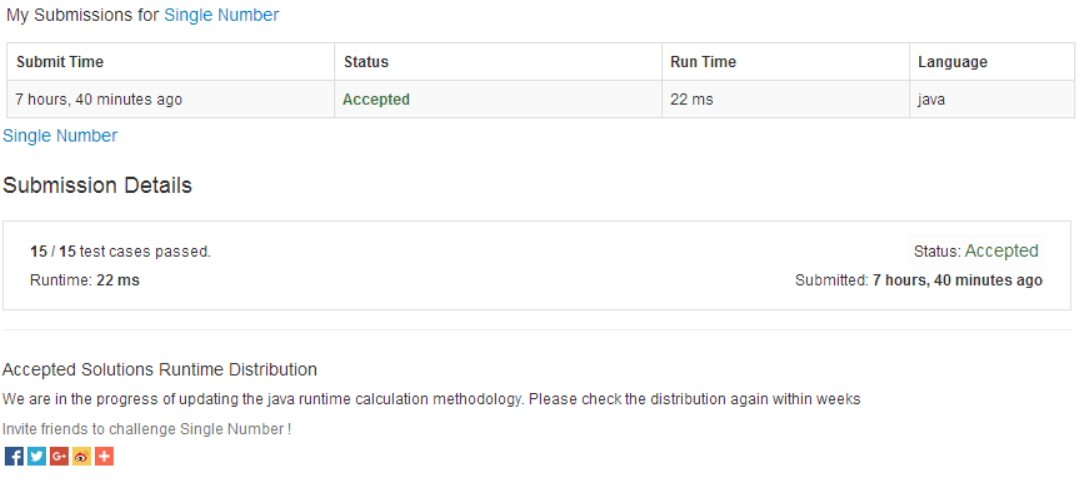 My Submissions for Single Number
Submit Time Status Run Time Language
7 hours, 40 minutes ago Accepted 22 ms java
Single Number
Submission Details
15 / 15 test cases passed. Status: Accepted
Runtime: 22 ms Submitted: 7 hours, 40 minutes ago
Accepted Solutions Runtime Distribution
We are in the progress of updating the java runtime calculation methodology. Please check the distribution again within weeks
Invite friends to challenge Single Number !